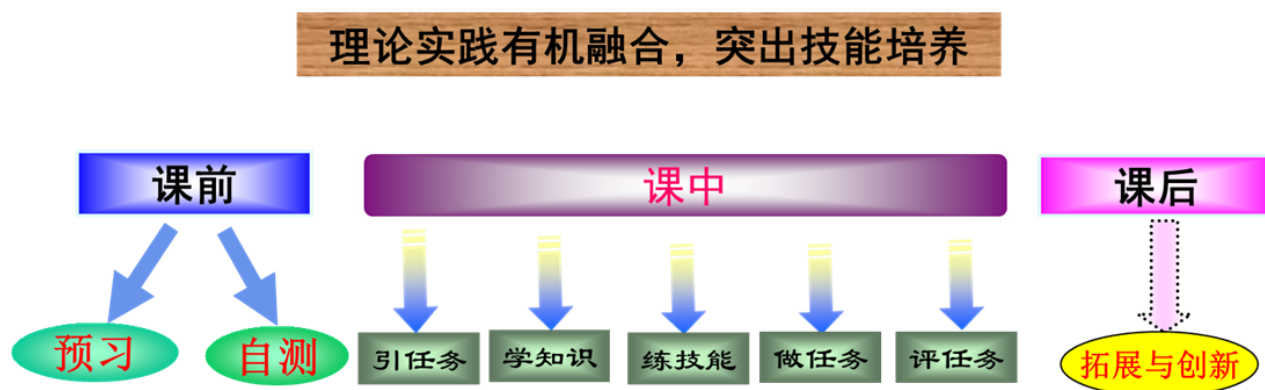 理论实践有机融合，突出技能培养
课前
课中
课后
预习
自测
引任务
学知识
练技能
做任务
评任务
拓展与创新